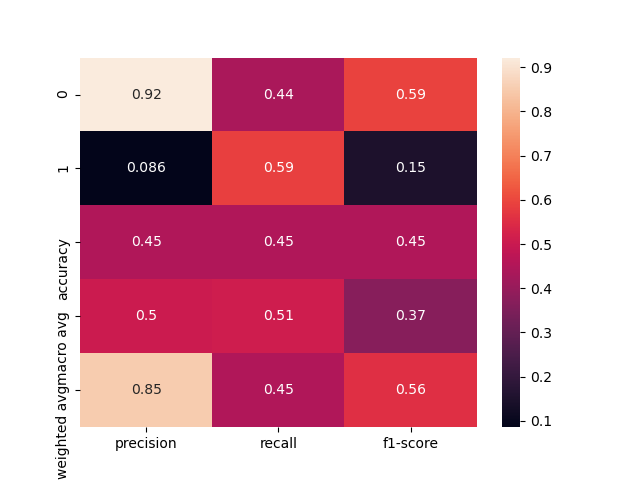 0 0.92 0.44 0.59
1 0.086 0.59 0.15
accuracy 0.45 0.45 0.45
macro avg 0.5 0.51 0.37
weighted avg 0.85 0.45 0.56
precision recall f1-score
0.9
0.8
0.7
0.6
0.5
0.4
0.3
0.2
0.1